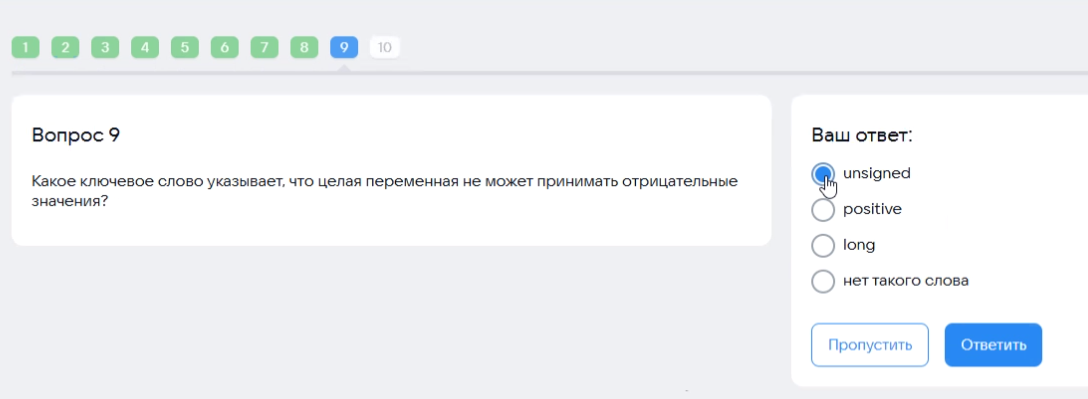 1 2 3 4 5 6 7 8 9 10
Вопрос 9
Какое ключевое слово указывает, что целая переменная не может принимать отрицательные
значения?
Ваш ответ:
unsigned
positive
long
нет такого слова
Пропустить Ответить